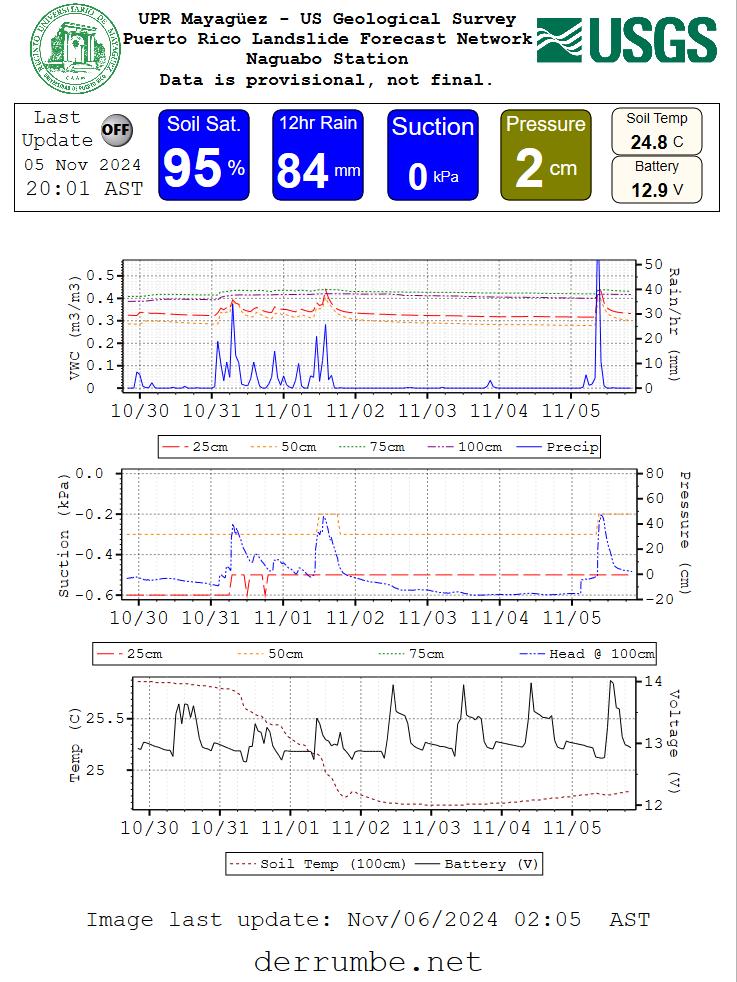 UPR Mayagüez - US Geological Survey
Puerto Rico Landslide Forecast Network
Naguabo Station
Data is provisional, not final.
USGS
Last
Update
OFF
05 Nov 2024
20:01 AST
Soil Sat.
95 %
12hr Rain
84 mm
Suction
0 kPa
Pressure
2 cm
Soil Temp
24.8 C
Battery
12.9 V
VWC (m3/m3)
0.5
0.4
0.3
0.2
0.1
0
50
40
30
20
10
0
Rain/hr (mm)
10/30 10/31 11/01 11/02 11/03 11/04 11/05
25cm 50cm 75cm 100cm Precip
Suction (kPa)
0.0
-0.2
-0.4
-0.6
80
60
40
20
0
-20
Pressure (cm)
10/30 10/31 11/01 11/02 11/03 11/04 11/05
25cm 50cm 75cm Head @ 100cm
Temp (C)
25.5
25
14
13
12
Voltage (V)
10/30 10/31 11/01 11/02 11/03 11/04 11/05
Soil Temp (100cm) Battery (V)
Image last update: Nov/06/2024 02:05 AST
derrumbe.net